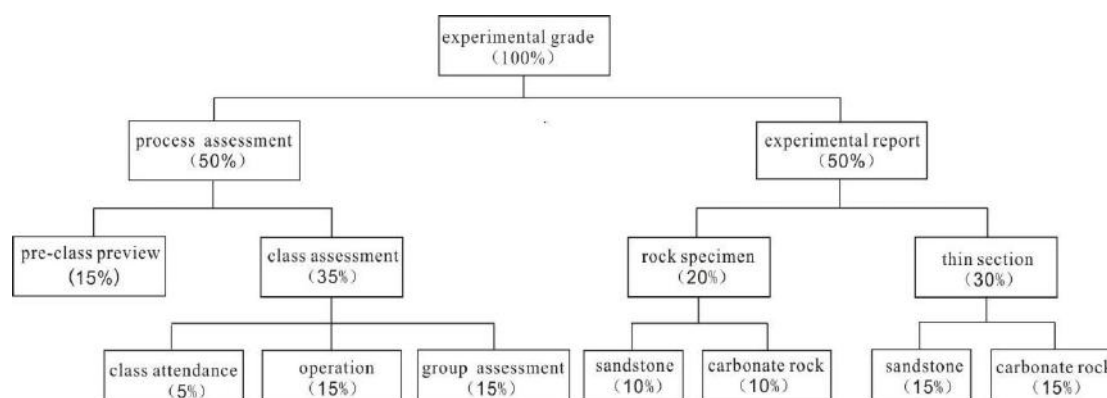 experimental grade
(100%)
process assessment
(50%)
experimental report
(50%)
pre-class preview
(15%)
class assessment
(35%)
rock specimen
(20%)
thin section
(30%)
class attendance
(5%)
operation
(15%)
group assessment
(15%)
sandstone
(10%)
carbonate rock
(10%)
sandstone
(15%)
carbonate rock
(15%)